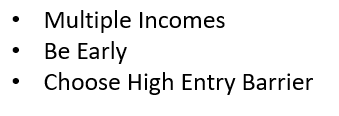 • Multiple Incomes
• Be Early
• Choose High Entry Barrier